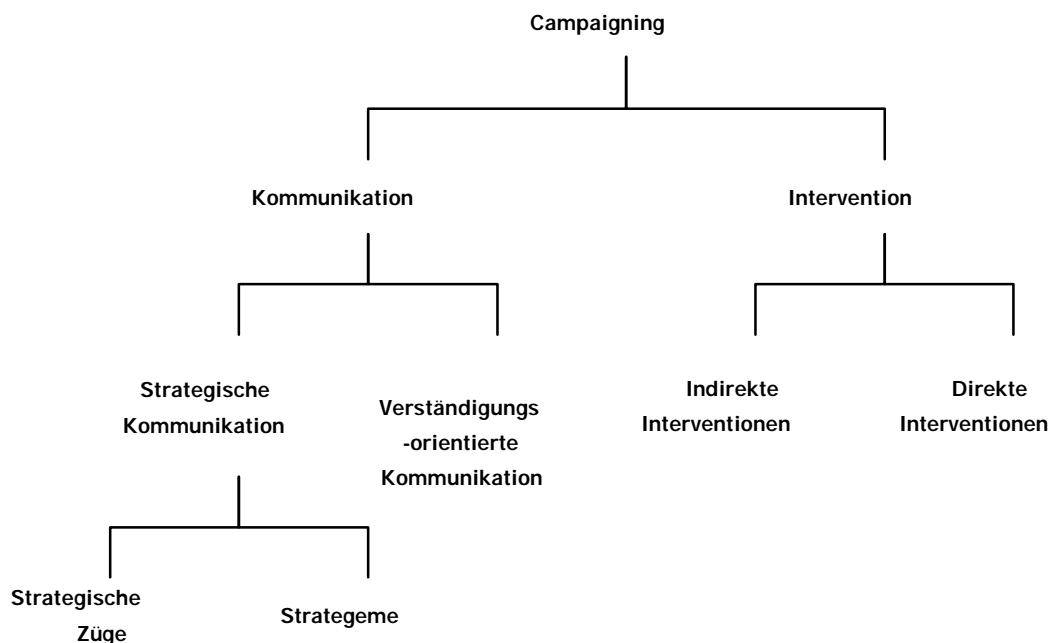 Campaigning
Kommunikation
Intervention
Strategische
Kommunikation
Verständigungs
-orientierte
Kommunikation
Indirekte
Interventionen
Direkte
Interventionen
Strategische
Züge
Strategeme